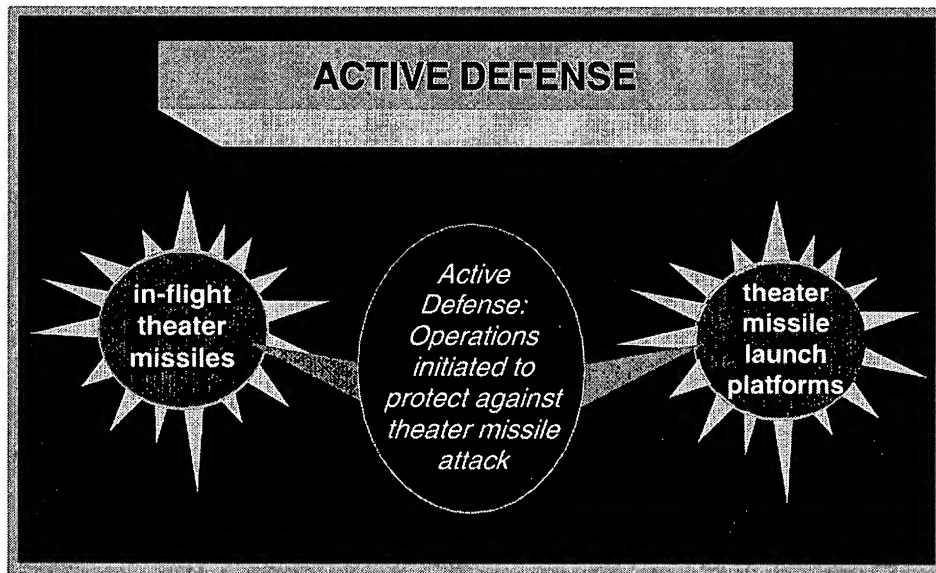 ACTIVE DEFENSE
in-flight
theater
missiles
Active
Defense:
Operations
initiated to
protect against
theater missile
attack
theater
missile
launch
platforms